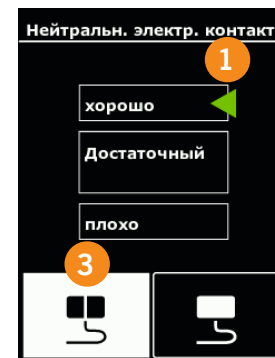 Нейтральн. электр. контакт
1
хорошо
Достаточный
плохо
3